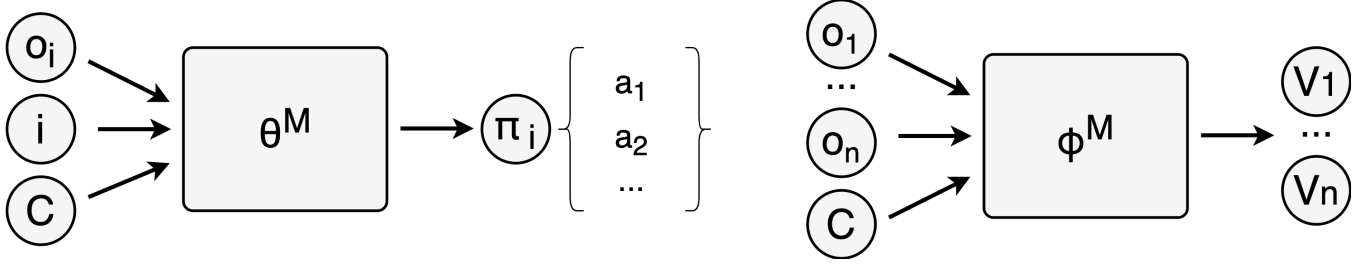 o_i
i
C
θ^M
π_i
a_1
a_2
...
o_1
...
o_n
C
ϕ^M
V1
...
Vn